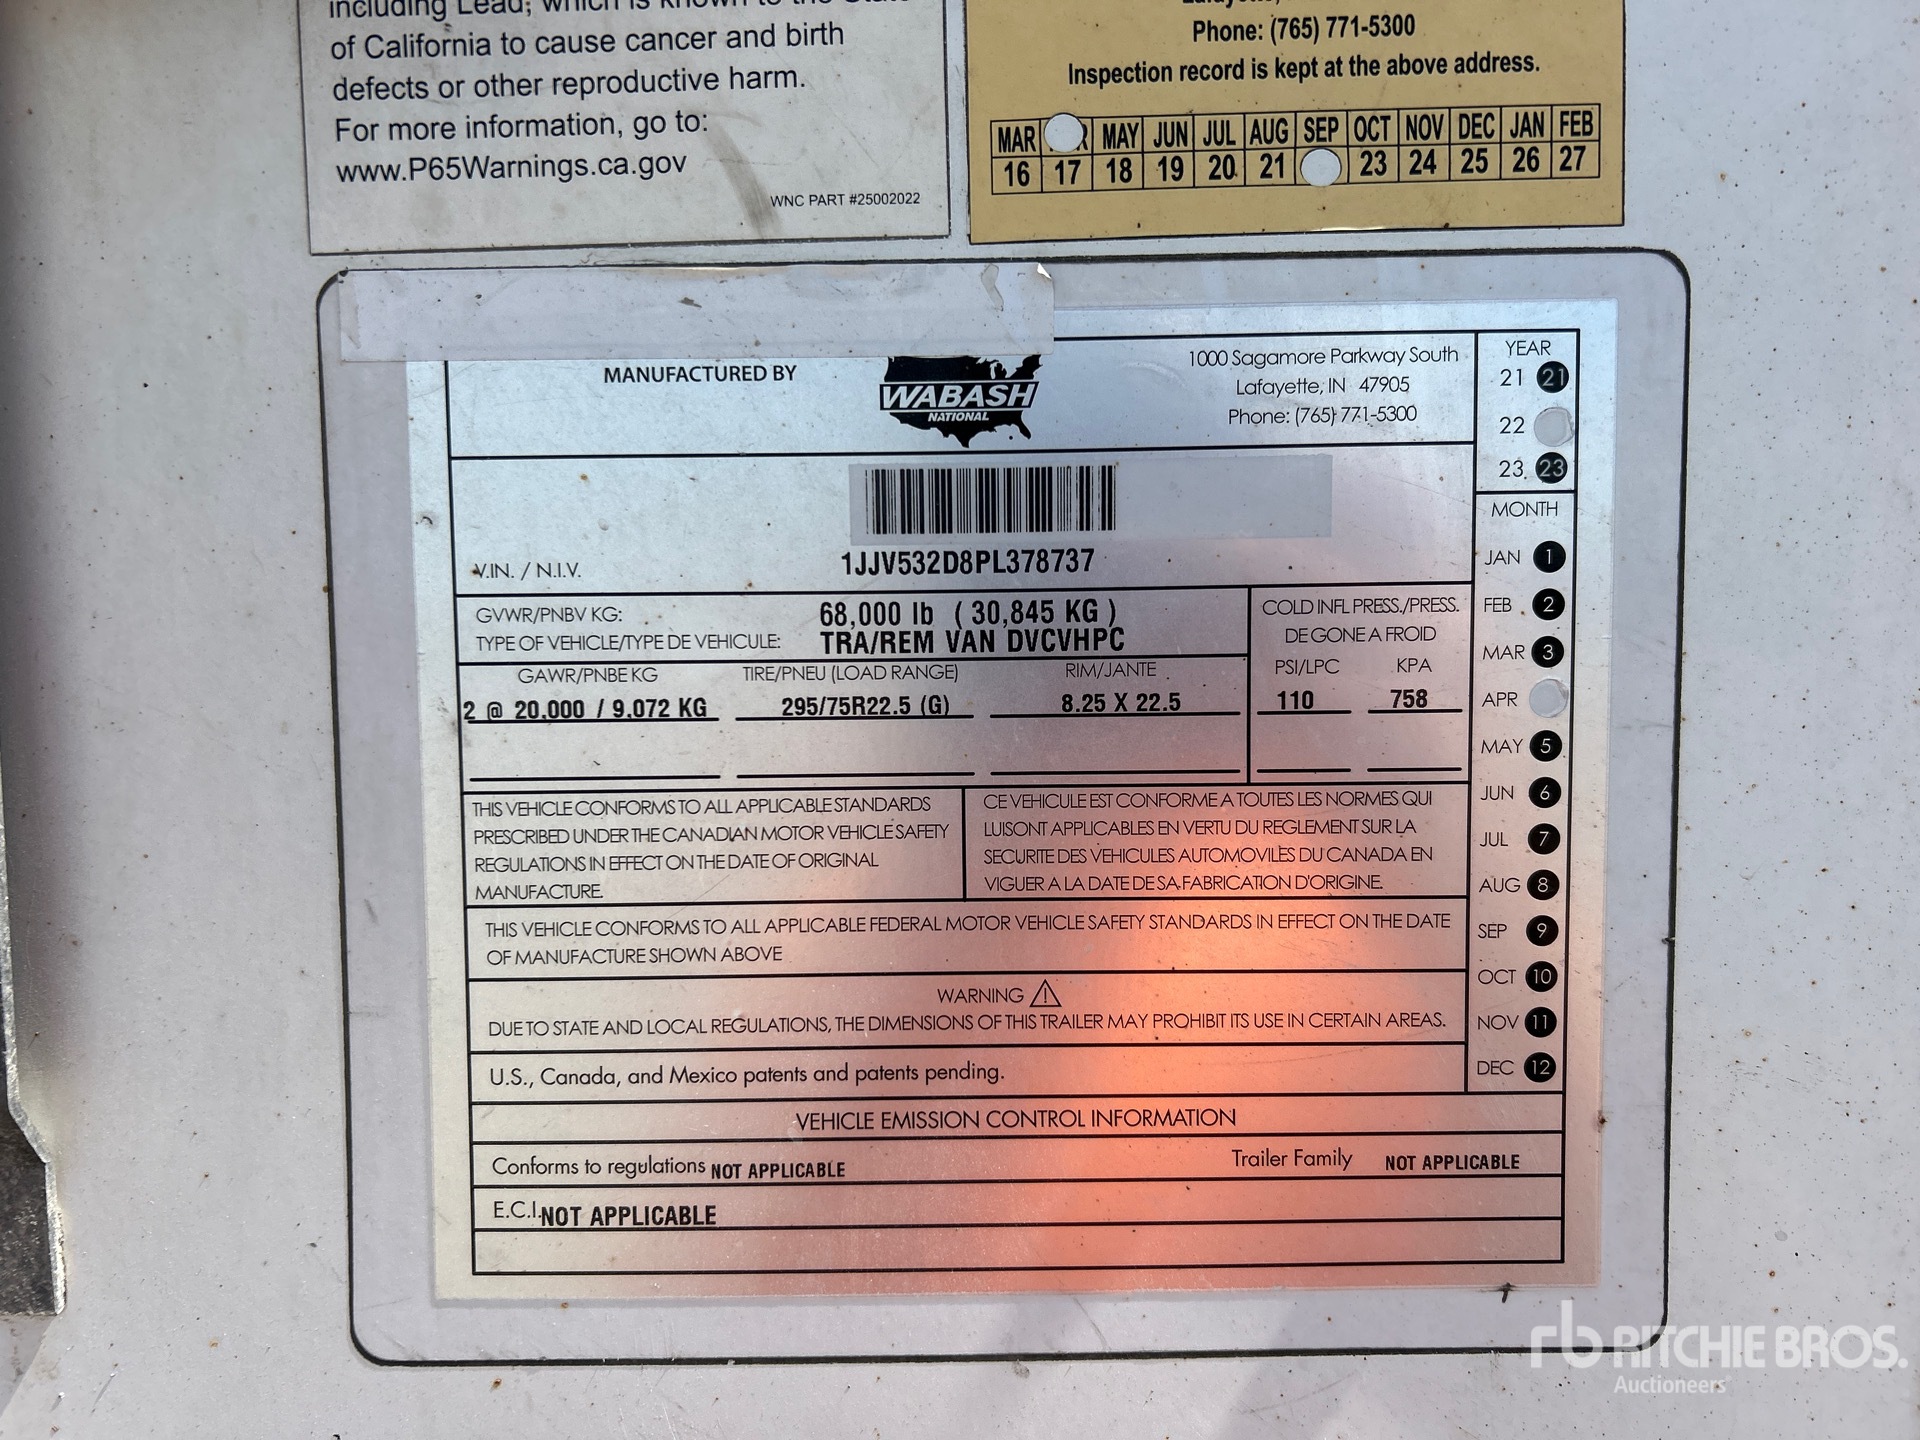 including Lead, which is known to the State
of California to cause cancer and birth
defects or other reproductive harm.
For more information, go to:
www.P65Warnings.ca.gov
WNC PART #25002022
Phone: (765) 771-5300
Inspection record is kept at the above address.
MAR MAY JUN JUL AUG SEP OCT NOV DEC JAN FEB
16 17 18 19 20 21 23 24 25 26 27
MANUFACTURED BY
WABASH
NATIONAL
1000 Sagamore Parkway South
Lafayette, IN 47905
Phone: (765) 771-5300
YEAR
21 21
22
23 23
V.IN. / N.I.V.
1JJV532D8PL378737
GVWR/PNBV KG: 68,000 lb ( 30,845 KG )
TYPE OF VEHICLE/TYPE DE VEHICULE: TRA/REM VAN DVCVHPC
COLD INFL PRESS./PRESS.
DE GONE A FROID
GAWR/PNBE KG TIRE/PNEU (LOAD RANGE) RIM/JANTE PSI/LPC KPA
2 @ 20,000 / 9,072 KG 295/75R22.5 (G) 8.25 X 22.5 110 758
THIS VEHICLE CONFORMS TO ALL APPLICABLE STANDARDS
PRESCRIBED UNDER THE CANADIAN MOTOR VEHICLE SAFETY
REGULATIONS IN EFFECT ON THE DATE OF ORIGINAL
MANUFACTURE.
CE VEHICULE EST CONFORME A TOUTES LES NORMES QUI
LUISONT APPLICABLES EN VERTU DU REGLEMENT SUR LA
SECURITE DES VEHICULES AUTOMOVILES DU CANADA EN
VIGUER A LA DATE DE SA FABRICATION D'ORIGINE.
THIS VEHICLE CONFORMS TO ALL APPLICABLE FEDERAL MOTOR VEHICLE SAFETY STANDARDS IN EFFECT ON THE DATE
OF MANUFACTURE SHOWN ABOVE
WARNING
DUE TO STATE AND LOCAL REGULATIONS, THE DIMENSIONS OF THIS TRAILER MAY PROHIBIT ITS USE IN CERTAIN AREAS.
U.S., Canada, and Mexico patents and patents pending.
MONTH
JAN 1
FEB 2
MAR 3
APR
MAY 5
JUN 6
JUL 7
AUG 8
SEP 9
OCT 10
NOV 11
DEC 12
VEHICLE EMISSION CONTROL INFORMATION
Conforms to regulations NOT APPLICABLE Trailer Family NOT APPLICABLE
E.C.I. NOT APPLICABLE
rb RITCHIE BROS.
Auctioneers